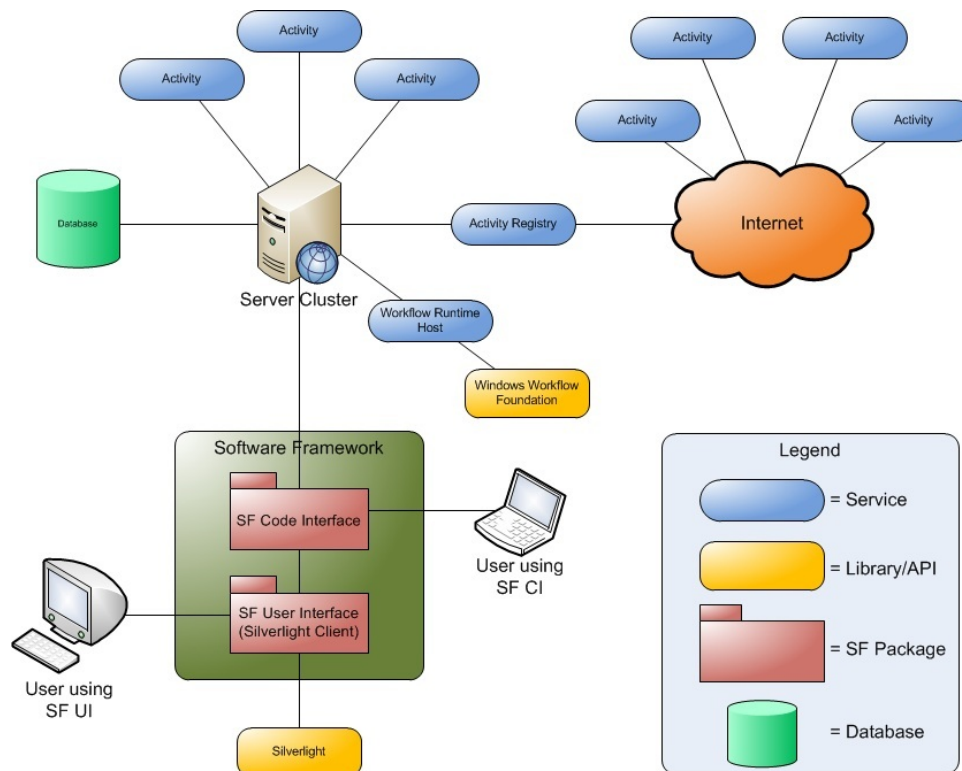 Activity
Activity
Activity
Activity
Activity
Activity
Activity
Database
Server Cluster
Activity Registry
Internet
Workflow Runtime
Host
Windows Workflow
Foundation
Software Framework
SF Code Interface
User using
SF CI
SF User Interface
(Silverlight Client)
User using
SF UI
Silverlight
Legend
= Service
= Library/API
= SF Package
= Database